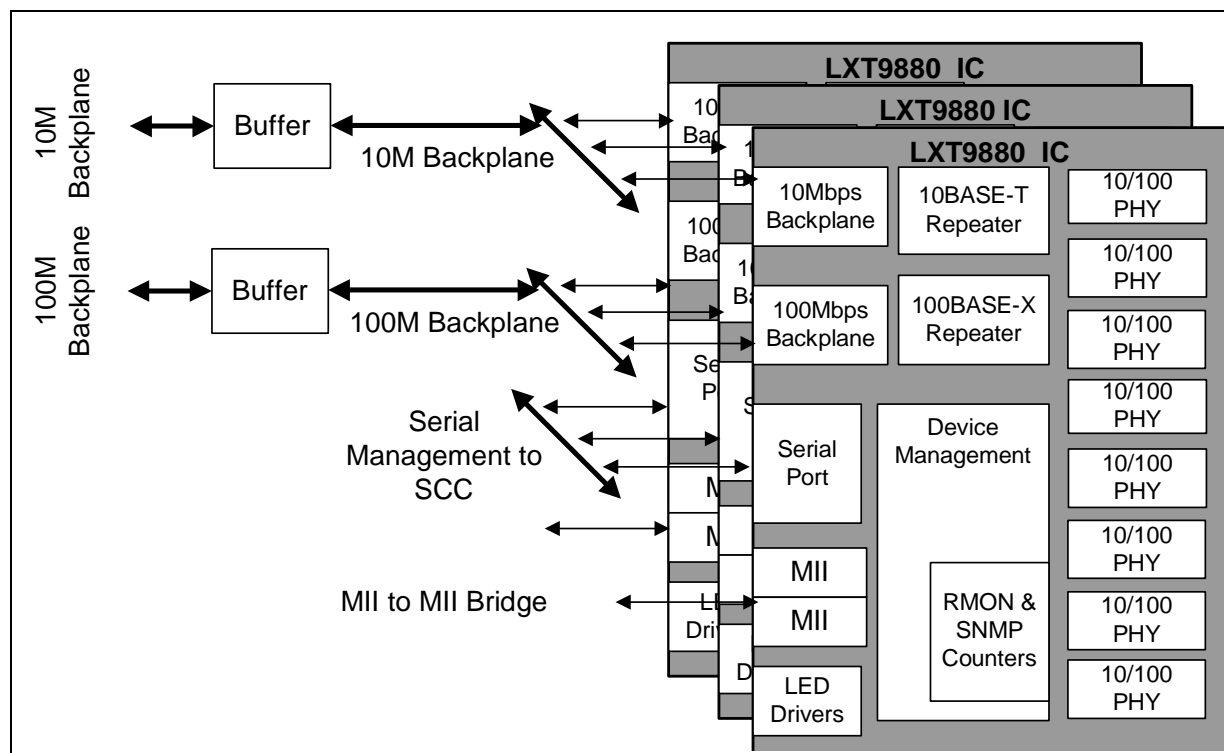 LXT9880 IC
LXT9880 IC
LXT9880 IC
10M
Backplane
Buffer
10M Backplane
100M
Backplane
Buffer
100M Backplane
Serial
Management to
SCC
MII to MII Bridge
10Mbps
Backplane
10BASE-T
Repeater
100Mbps
Backplane
100BASE-X
Repeater
Serial
Port
Device
Management
MII
MII
RMON &
SNMP
Counters
LED
Drivers
10/100
PHY
10/100
PHY
10/100
PHY
10/100
PHY
10/100
PHY
10/100
PHY
10/100
PHY
10/100
PHY